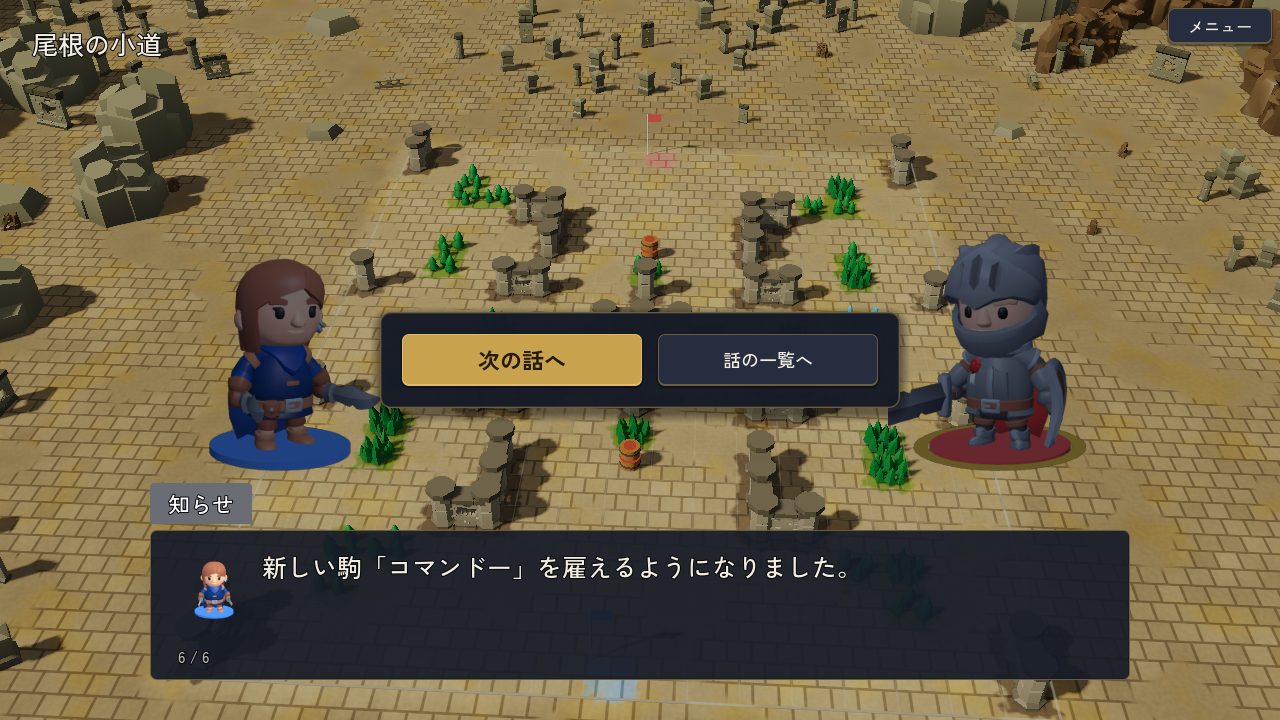 尾根の小道
メニュー
次の話へ
話の一覧へ
知らせ
新しい駒「コマンドー」を雇えるようになりました。
6/6